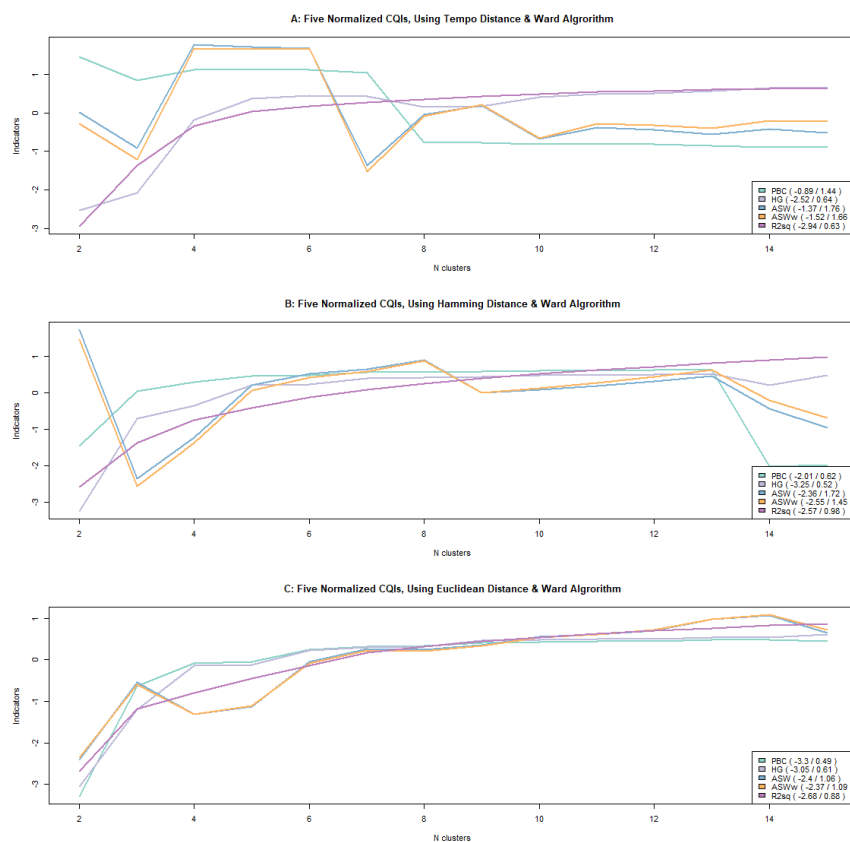 A: Five Normalized CQIs, Using Tempo Distance & Ward Algrorithm
1
0
-1
-2
-3
Indicators
PBC ( -0.89 / 1.44 )
HG ( -2.52 / 0.64 )
ASW ( -1.37 / 1.76 )
ASWw ( -1.52 / 1.66 )
R2sq ( -2.94 / 0.63 )
2 4 6 8 10 12 14
N clusters
B: Five Normalized CQIs, Using Hamming Distance & Ward Algorithm
1
0
-1
-2
-3
Indicators
PBC ( -2.01 / 0.62 )
HG ( -3.25 / 0.52 )
ASW ( -2.36 / 1.72 )
ASWw ( -2.55 / 1.45 )
R2sq ( -2.57 / 0.98 )
2 4 6 8 10 12 14
N clusters
C: Five Normalized CQIs, Using Euclidean Distance & Ward Algorithm
1
0
-1
-2
-3
Indicators
PBC ( -3.3 / 0.49 )
HG ( -3.05 / 0.61 )
ASW ( -2.4 / 1.06 )
ASWw ( -2.37 / 1.09 )
R2sq ( -2.68 / 0.88 )
2 4 6 8 10 12 14
N clusters